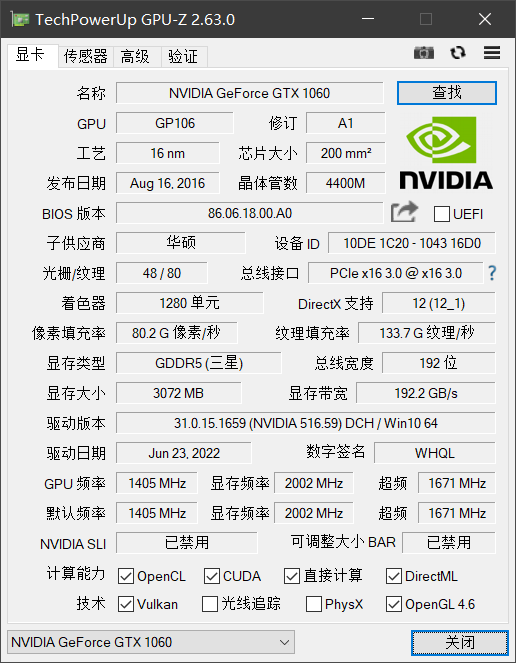 TechPowerUp GPU-Z 2.63.0
显卡 传感器 高级 验证
名称 NVIDIA GeForce GTX 1060 查找
GPU GP106 修订 A1
工艺 16 nm 芯片大小 200 mm²
发布日期 Aug 16, 2016 晶体管数 4400M
NVIDIA
BIOS 版本 86.06.18.00.A0 UEFI
子供应商 华硕 设备 ID 10DE 1C20 - 1043 16D0
光栅/纹理 48 / 80 总线接口 PCIe x16 3.0 @ x16 3.0 ?
着色器 1280 单元 DirectX 支持 12 (12_1)
像素填充率 80.2 G 像素/秒 纹理填充率 133.7 G 纹理/秒
显存类型 GDDR5 (三星) 总线宽度 192 位
显存大小 3072 MB 显存带宽 192.2 GB/s
驱动版本 31.0.15.1659 (NVIDIA 516.59) DCH / Win10 64
驱动日期 Jun 23, 2022 数字签名 WHQL
GPU 频率 1405 MHz 显存频率 2002 MHz 超频 1671 MHz
默认频率 1405 MHz 显存频率 2002 MHz 超频 1671 MHz
NVIDIA SLI 已禁用 可调整大小 BAR 已禁用
计算能力 OpenCL CUDA 直接计算 DirectML
技术 Vulkan 光线追踪 PhysX OpenGL 4.6
NVIDIA GeForce GTX 1060 关闭